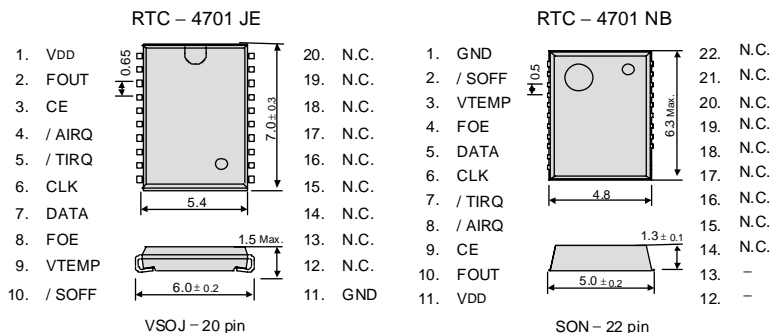 RTC – 4701 JE
1. VDD
2. FOUT
3. CE
4. / AIRQ
5. / TIRQ
6. CLK
7. DATA
8. FOE
9. VTEMP
10. / SOFF
20. N.C.
19. N.C.
18. N.C.
17. N.C.
16. N.C.
15. N.C.
14. N.C.
13. N.C.
12. N.C.
11. GND
0.65
7.0 ± 0.3
5.4
1.5 Max.
6.0 ± 0.2
VSOJ – 20 pin
RTC – 4701 NB
1. GND
2. / SOFF
3. VTEMP
4. FOE
5. DATA
6. CLK
7. / TIRQ
8. / AIRQ
9. CE
10. FOUT
11. VDD
22. N.C.
21. N.C.
20. N.C.
19. N.C.
18. N.C.
17. N.C.
16. N.C.
15. N.C.
14. N.C.
13. –
12. –
0.5
6.3 Max.
4.8
1.3 ± 0.1
5.0 ± 0.2
SON – 22 pin